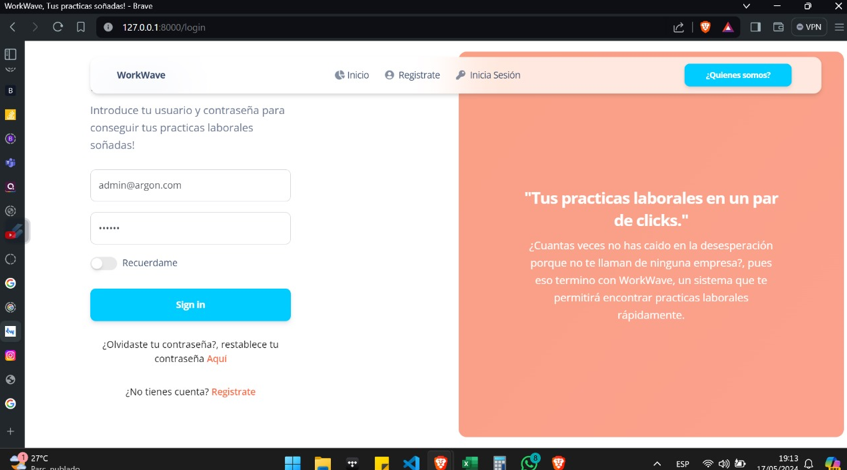 WorkWave, Tus practicas soñadas! - Brave
127.0.0.1:8000/login
VPN
WorkWave
Inicio
Registrate
Inicia Sesión
¿Quienes somos?
Introduce tu usuario y contraseña para
conseguir tus practicas laborales
soñadas!
admin@argon.com
••••••
Recuerdame
Sign in
¿Olvidaste tu contraseña?, restablece tu
contraseña Aquí
¿No tienes cuenta? Registrate
"Tus practicas laborales en un par
de clicks."
¿Cuantas veces no has caido en la desesperación
porque no te llaman de ninguna empresa?, pues
eso termino con WorkWave, un sistema que te
permitirá encontrar practicas laborales
rápidamente.
27°C
Parc. nublado
ESP
19:13
17/05/2024